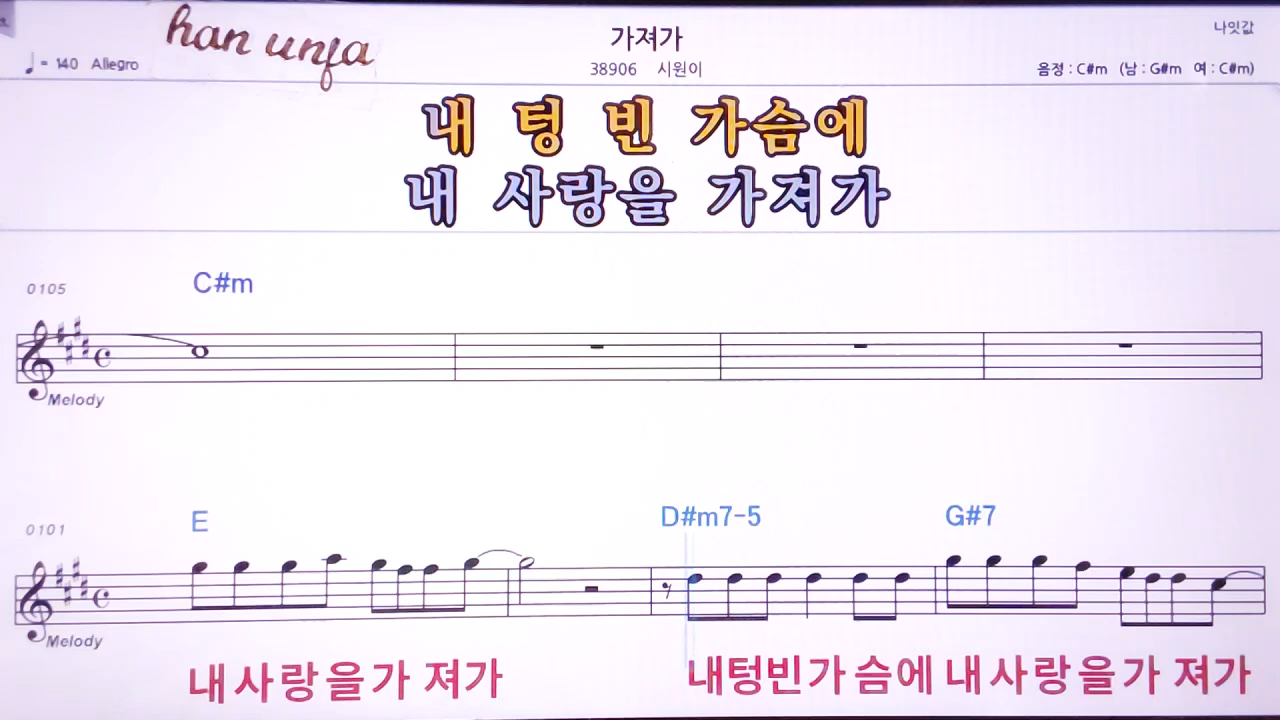 han unja
가져가
나잇값
♩ = 140 Allegro
38906 시원이
음정 : C#m (남 : G#m 여 : C#m)
내 텅 빈 가슴에
내 사랑을 가져가
0105
C#m
Melody
0101
E D#m7-5 G#7
Melody
내사랑을가 져가 내텅빈가슴에 내사랑을가 져가